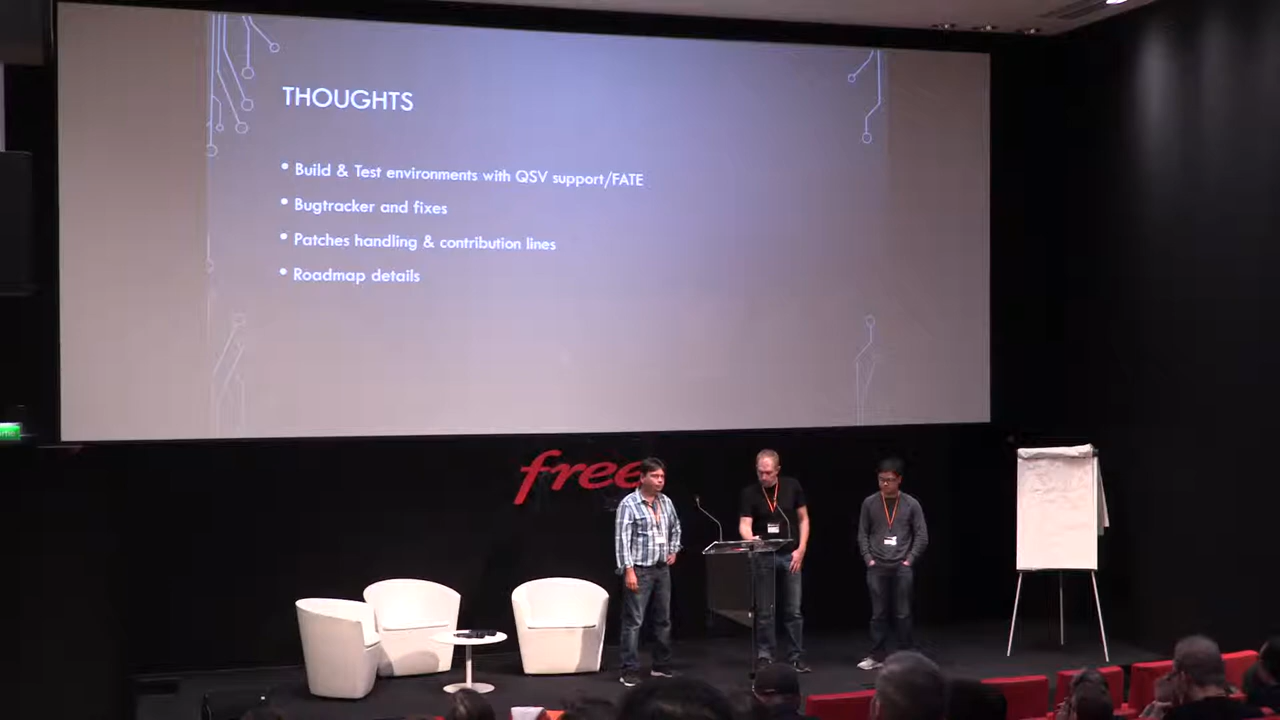 THOUGHTS
• Build & Test environments with QSV support/FATE
• Bugtracker and fixes
• Patches handling & contribution lines
• Roadmap details
free